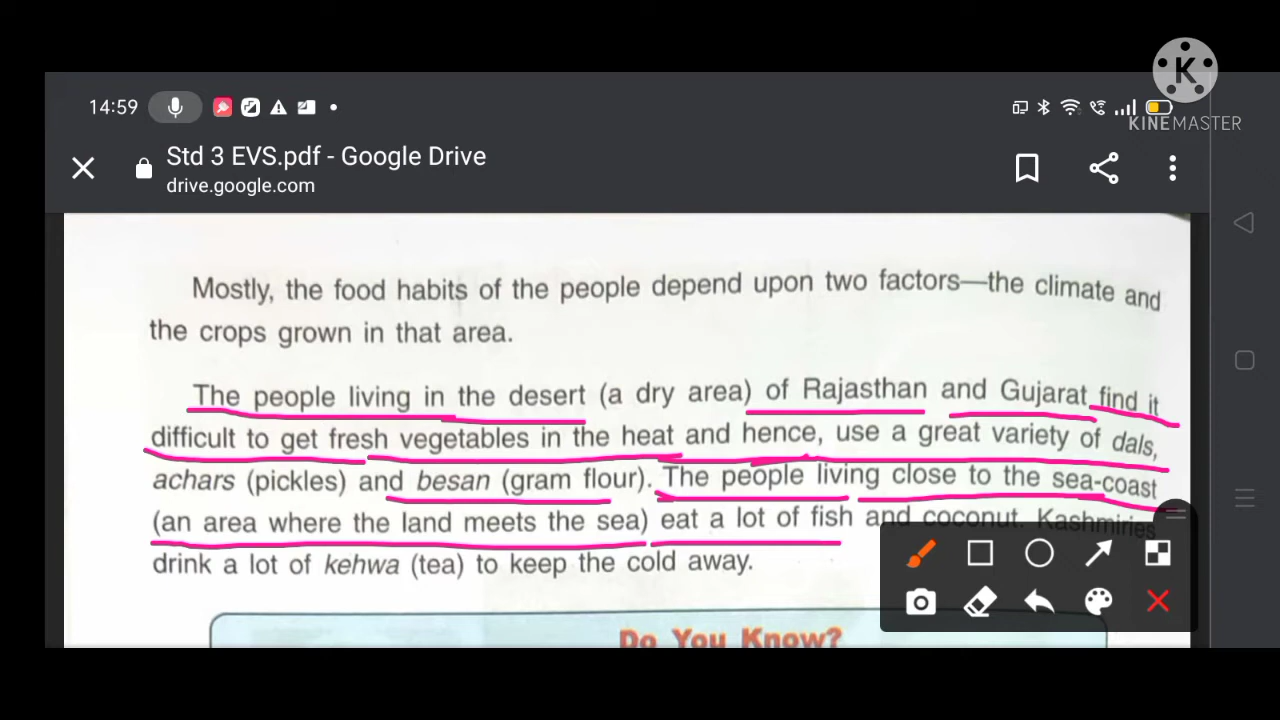 KINEMASTER
14:59
Std 3 EVS.pdf - Google Drive
drive.google.com
Mostly, the food habits of the people depend upon two factors—the climate and
the crops grown in that area.
The people living in the desert (a dry area) of Rajasthan and Gujarat find it
difficult to get fresh vegetables in the heat and hence, use a great variety of dals,
achars (pickles) and besan (gram flour). The people living close to the sea-coast
(an area where the land meets the sea) eat a lot of fish and coconut. Kashmiries
drink a lot of kehwa (tea) to keep the cold away.
Do You Know?